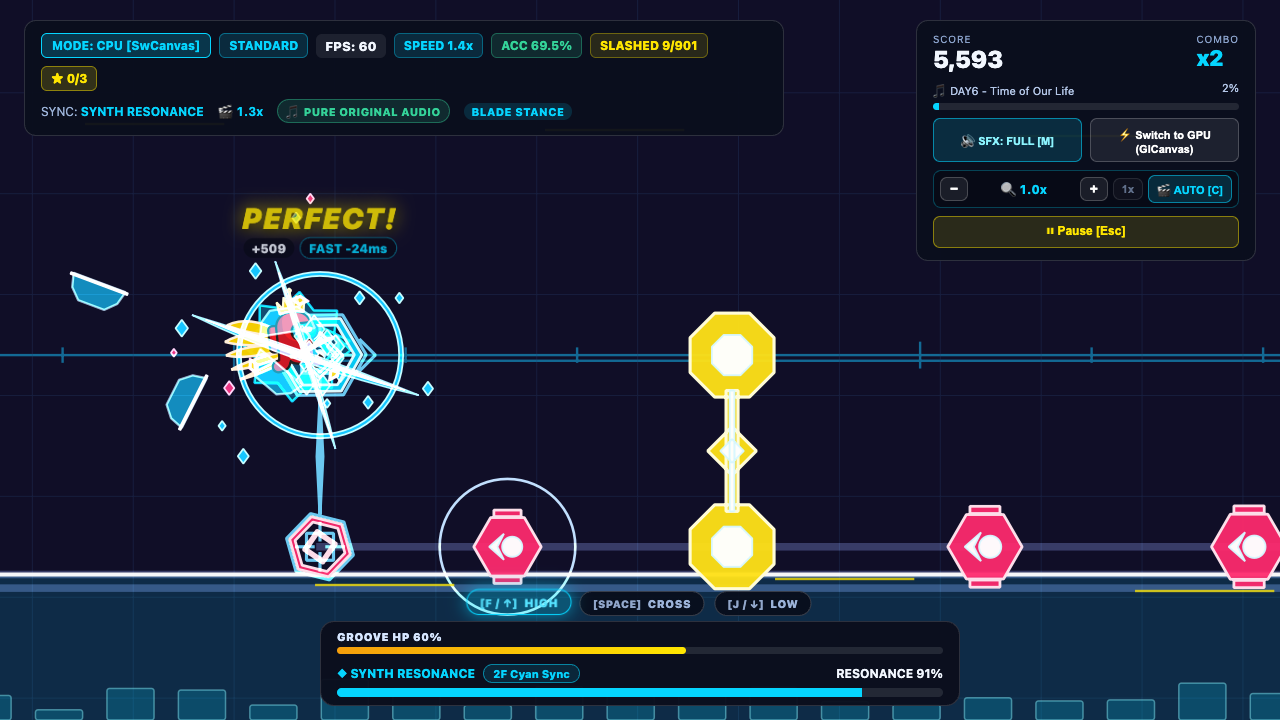 MODE: CPU [SwCanvas] STANDARD FPS: 60 SPEED 1.4x ACC 69.5% SLASHED 9/901
⭐ 0/3
SYNC: SYNTH RESONANCE 🎬 1.3x 🎵 PURE ORIGINAL AUDIO BLADE STANCE
SCORE COMBO
5,593 x2
🎵 DAY6 - Time of Our Life 2%
🔊 SFX: FULL [M] ⚡ Switch to GPU
(GlCanvas)
− 🔍 1.0x + 1x 🎬 AUTO [C]
⏸ Pause [Esc]
PERFECT!
+509 FAST -24ms
[F / ↑] HIGH [SPACE] CROSS [J / ↓] LOW
GROOVE HP 60%
◆ SYNTH RESONANCE 2F Cyan Sync RESONANCE 91%